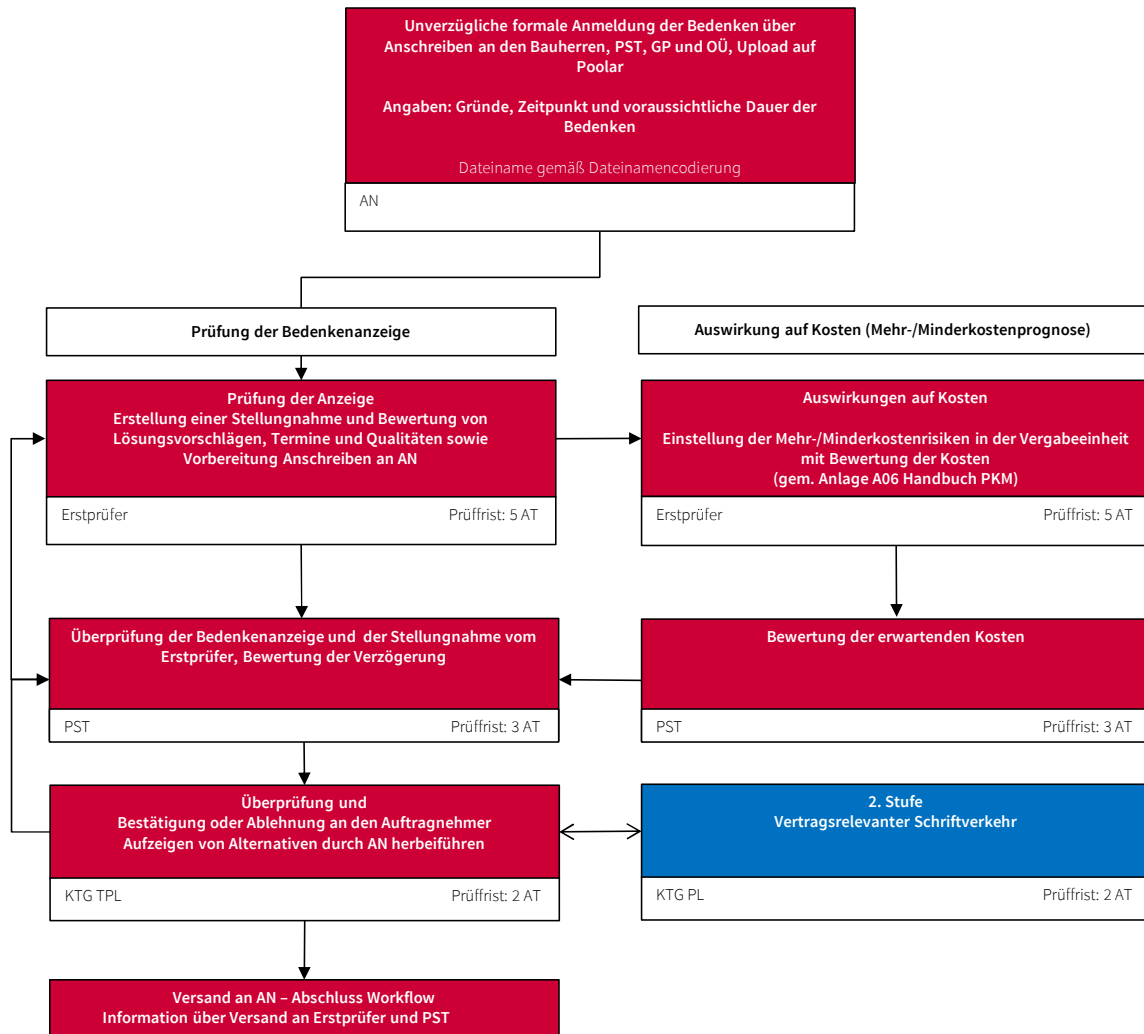 Unverzügliche formale Anmeldung der Bedenken über
Anschreiben an den Bauherren, PST, GP und OÜ, Upload auf
Poolar
Angaben: Gründe, Zeitpunkt und voraussichtliche Dauer der
Bedenken
Dateiname gemäß Dateinamencodierung
AN
Prüfung der Bedenkenanzeige
Auswirkung auf Kosten (Mehr-/Minderkostenprognose)
Prüfung der Anzeige
Erstellung einer Stellungnahme und Bewertung von
Lösungsvorschlägen, Termine und Qualitäten sowie
Vorbereitung Anschreiben an AN
Erstprüfer Prüffrist: 5 AT
Auswirkungen auf Kosten
Einstellung der Mehr-/Minderkostenrisiken in der Vergabeeinheit
mit Bewertung der Kosten
(gem. Anlage A06 Handbuch PKM)
Erstprüfer Prüffrist: 5 AT
Überprüfung der Bedenkenanzeige und der Stellungnahme vom
Erstprüfer, Bewertung der Verzögerung
PST Prüffrist: 3 AT
Bewertung der erwartenden Kosten
PST Prüffrist: 3 AT
Überprüfung und
Bestätigung oder Ablehnung an den Auftragnehmer
Aufzeigen von Alternativen durch AN herbeiführen
KTG TPL Prüffrist: 2 AT
2. Stufe
Vertragsrelevanter Schriftverkehr
KTG PL Prüffrist: 2 AT
Versand an AN – Abschluss Workflow
Information über Versand an Erstprüfer und PST